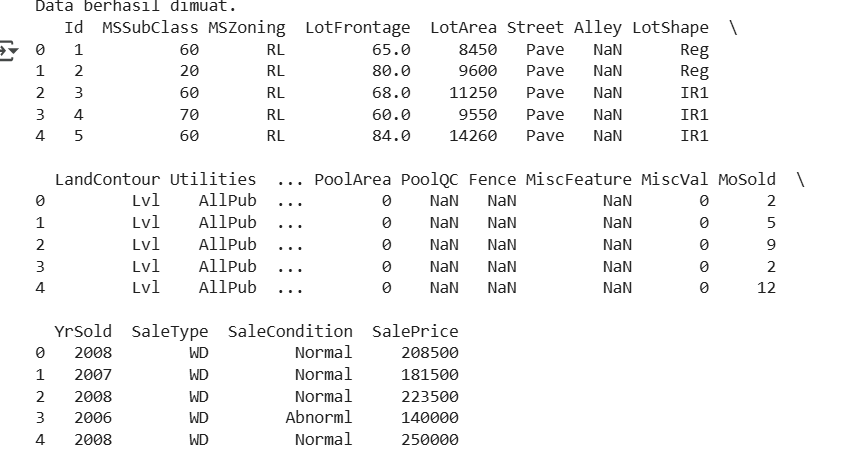 Data berhasil dimuat.
   Id  MSSubClass MSZoning  LotFrontage  LotArea Street Alley LotShape  \
0   1          60       RL         65.0     8450   Pave   NaN      Reg
1   2          20       RL         80.0     9600   Pave   NaN      Reg
2   3          60       RL         68.0    11250   Pave   NaN      IR1
3   4          70       RL         60.0     9550   Pave   NaN      IR1
4   5          60       RL         84.0    14260   Pave   NaN      IR1
  LandContour Utilities  ... PoolArea PoolQC Fence MiscFeature MiscVal MoSold  \
0         Lvl    AllPub  ...        0    NaN   NaN         NaN       0      2
1         Lvl    AllPub  ...        0    NaN   NaN         NaN       0      5
2         Lvl    AllPub  ...        0    NaN   NaN         NaN       0      9
3         Lvl    AllPub  ...        0    NaN   NaN         NaN       0      2
4         Lvl    AllPub  ...        0    NaN   NaN         NaN       0     12
  YrSold  SaleType  SaleCondition  SalePrice
0   2008        WD         Normal     208500
1   2007        WD         Normal     181500
2   2008        WD         Normal     223500
3   2006        WD        Abnorml     140000
4   2008        WD         Normal     250000